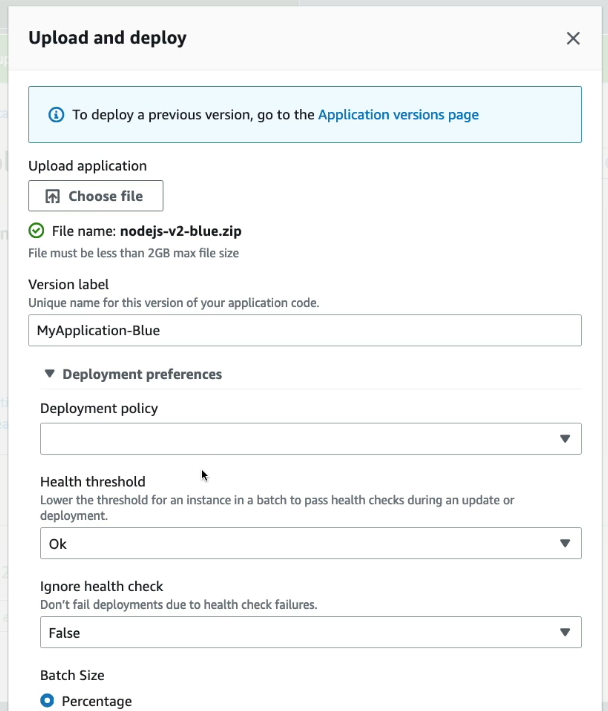 Upload and deploy
To deploy a previous version, go to the Application versions page
Upload application
Choose file
File name: nodejs-v2-blue.zip
File must be less than 2GB max file size
Version label
Unique name for this version of your application code.
MyApplication-Blue
Deployment preferences
Deployment policy
Health threshold
Lower the threshold for an instance in a batch to pass health checks during an update or
deployment.
Ok
Ignore health check
Don't fail deployments due to health check failures.
False
Batch Size
Percentage